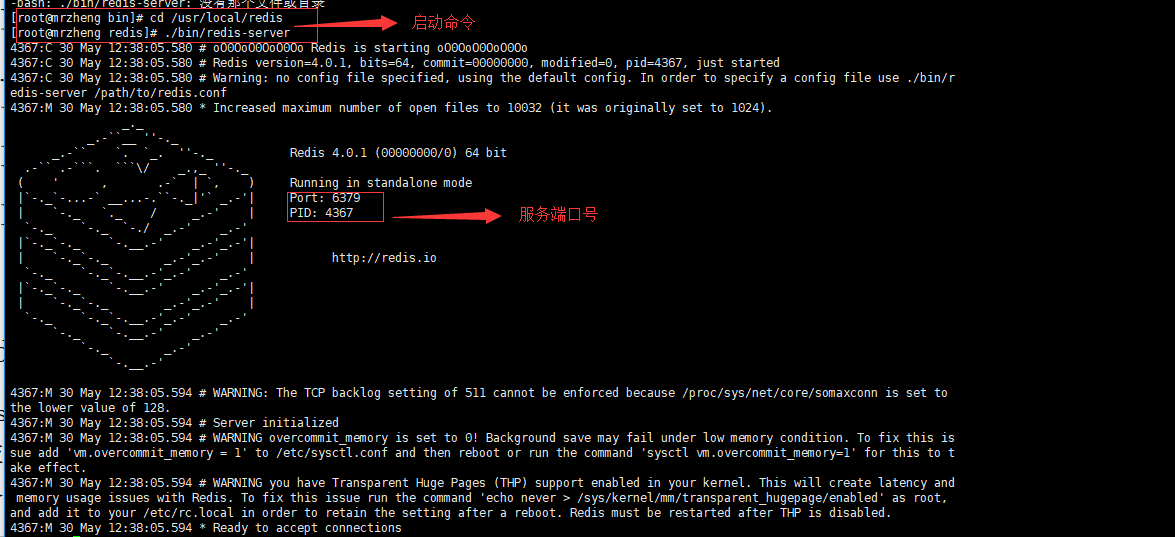 -bash: ./bin/redis-server: 没有那个文件或目录
[root@mrzheng bin]# cd /usr/local/redis
启动命令
[root@mrzheng redis]# ./bin/redis-server
4367:C 30 May 12:38:05.580 # oO0OoO0OoO0Oo Redis is starting oO0OoO0OoO0Oo
4367:C 30 May 12:38:05.580 # Redis version=4.0.1, bits=64, commit=00000000, modified=0, pid=4367, just started
4367:C 30 May 12:38:05.580 # Warning: no config file specified, using the default config. In order to specify a config file use ./bin/r
edis-server /path/to/redis.conf
4367:M 30 May 12:38:05.580 * Increased maximum number of open files to 10032 (it was originally set to 1024).
Redis 4.0.1 (00000000/0) 64 bit
Running in standalone mode
Port: 6379
PID: 4367
服务端口号
http://redis.io
4367:M 30 May 12:38:05.594 # WARNING: The TCP backlog setting of 511 cannot be enforced because /proc/sys/net/core/somaxconn is set to
the lower value of 128.
4367:M 30 May 12:38:05.594 # Server initialized
4367:M 30 May 12:38:05.594 # WARNING overcommit_memory is set to 0! Background save may fail under low memory condition. To fix this is
sue add 'vm.overcommit_memory = 1' to /etc/sysctl.conf and then reboot or run the command 'sysctl vm.overcommit_memory=1' for this to t
ake effect.
4367:M 30 May 12:38:05.594 # WARNING you have Transparent Huge Pages (THP) support enabled in your kernel. This will create latency and
memory usage issues with Redis. To fix this issue run the command 'echo never > /sys/kernel/mm/transparent_hugepage/enabled' as root,
and add it to your /etc/rc.local in order to retain the setting after a reboot. Redis must be restarted after THP is disabled.
4367:M 30 May 12:38:05.594 * Ready to accept connections